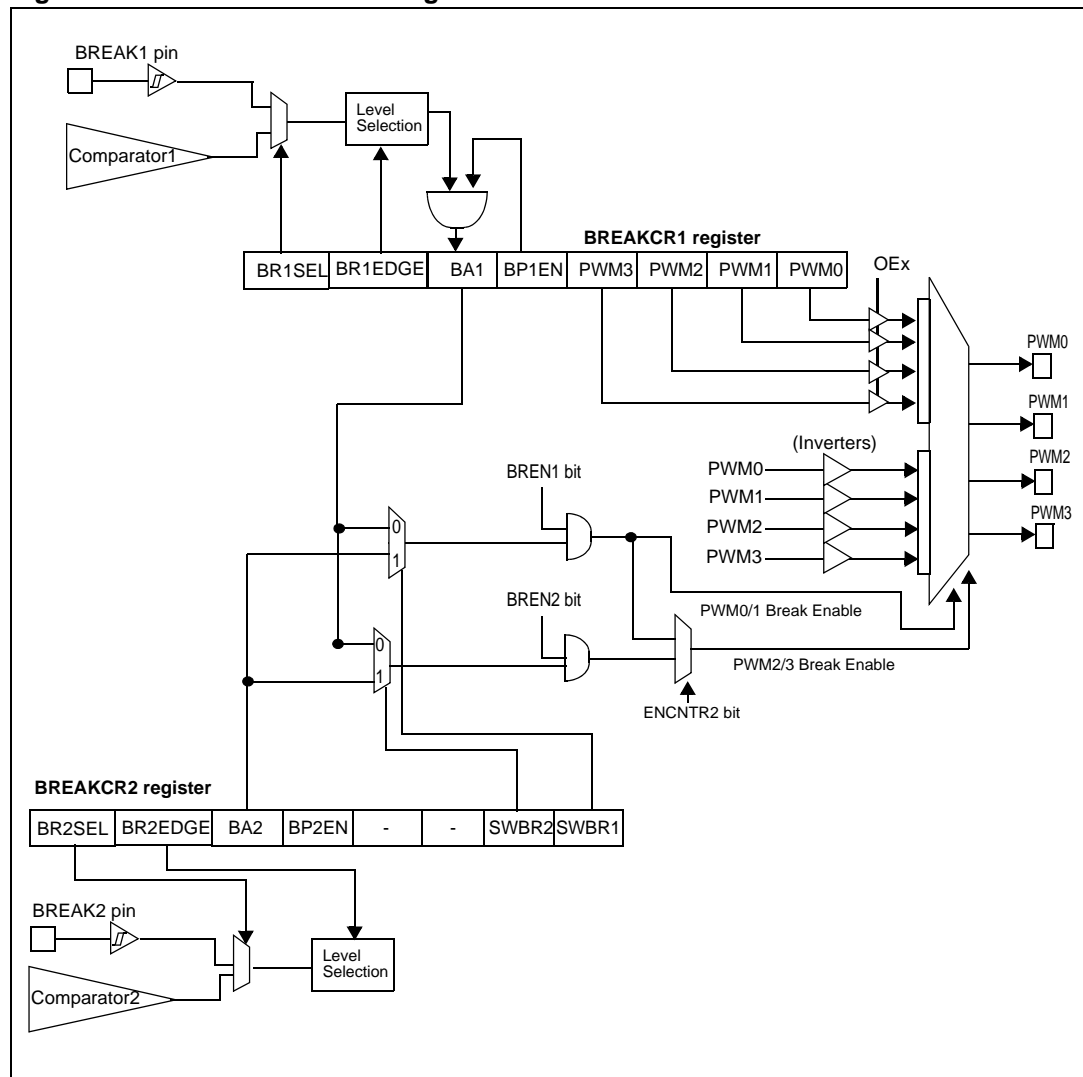 BREAK1 pin
Level
Selection
Comparator1
BREAKCR1 register
BR1SEL BR1EDGE BA1 BP1EN PWM3 PWM2 PWM1 PWM0
OEx
PWM0
PWM1
PWM2
PWM3
(Inverters)
PWM0
PWM1
PWM2
PWM3
BREN1 bit
0
1
BREN2 bit
PWM0/1 Break Enable
0
1
PWM2/3 Break Enable
ENCNTR2 bit
BREAKCR2 register
BR2SEL BR2EDGE BA2 BP2EN - - SWBR2 SWBR1
BREAK2 pin
Level
Selection
Comparator2